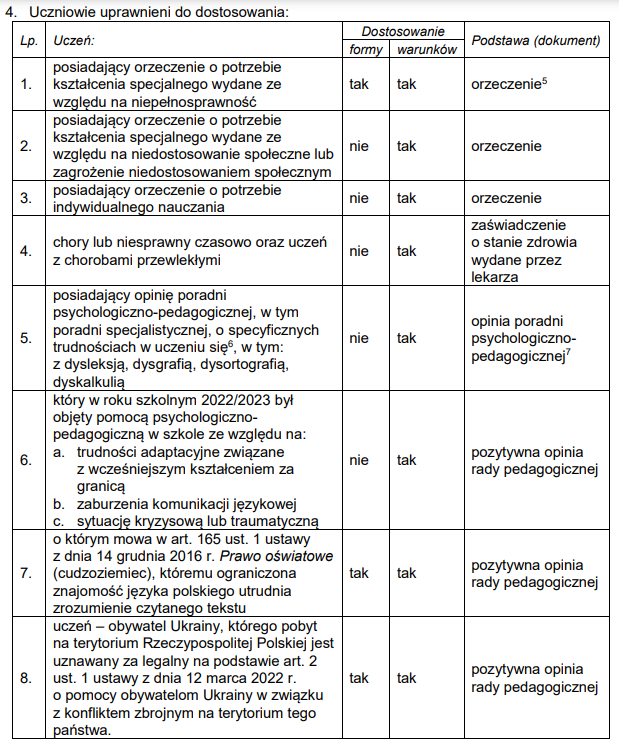 4. Uczniowie uprawnieni do dostosowania:
Lp. Uczeń: Dostosowanie Podstawa (dokument)
formy warunków
1. posiadający orzeczenie o potrzebie
kształcenia specjalnego wydane ze
względu na niepełnosprawność
tak tak orzeczenie⁵
2. posiadający orzeczenie o potrzebie
kształcenia specjalnego wydane ze
względu na niedostosowanie społeczne lub
zagrożenie niedostosowaniem społecznym
nie tak orzeczenie
3. posiadający orzeczenie o potrzebie
indywidualnego nauczania
nie tak orzeczenie
4. chory lub niesprawny czasowo oraz uczeń
z chorobami przewlekłymi
nie tak zaświadczenie
o stanie zdrowia
wydane przez
lekarza
5. posiadający opinię poradni
psychologiczno-pedagogicznej, w tym
poradni specjalistycznej, o specyficznych
trudnościach w uczeniu się⁶, w tym:
z dysleksją, dysgrafią, dysortografią,
dyskalkulią
nie tak opinia poradni
psychologiczno-
pedagogicznej⁷
6. który w roku szkolnym 2022/2023 był
objęty pomocą psychologiczno-
pedagogiczną w szkole ze względu na:
a. trudności adaptacyjne związane
z wcześniejszym kształceniem za
granicą
b. zaburzenia komunikacji językowej
c. sytuację kryzysową lub traumatyczną
nie tak pozytywna opinia
rady pedagogicznej
7. o którym mowa w art. 165 ust. 1 ustawy
z dnia 14 grudnia 2016 r. Prawo oświatowe
(cudzoziemiec), któremu ograniczona
znajomość języka polskiego utrudnia
zrozumienie czytanego tekstu
tak tak pozytywna opinia
rady pedagogicznej
8. uczeń – obywatel Ukrainy, którego pobyt
na terytorium Rzeczypospolitej Polskiej jest
uznawany za legalny na podstawie art. 2
ust. 1 ustawy z dnia 12 marca 2022 r.
o pomocy obywatelom Ukrainy w związku
z konfliktem zbrojnym na terytorium tego
państwa.
tak tak pozytywna opinia
rady pedagogicznej